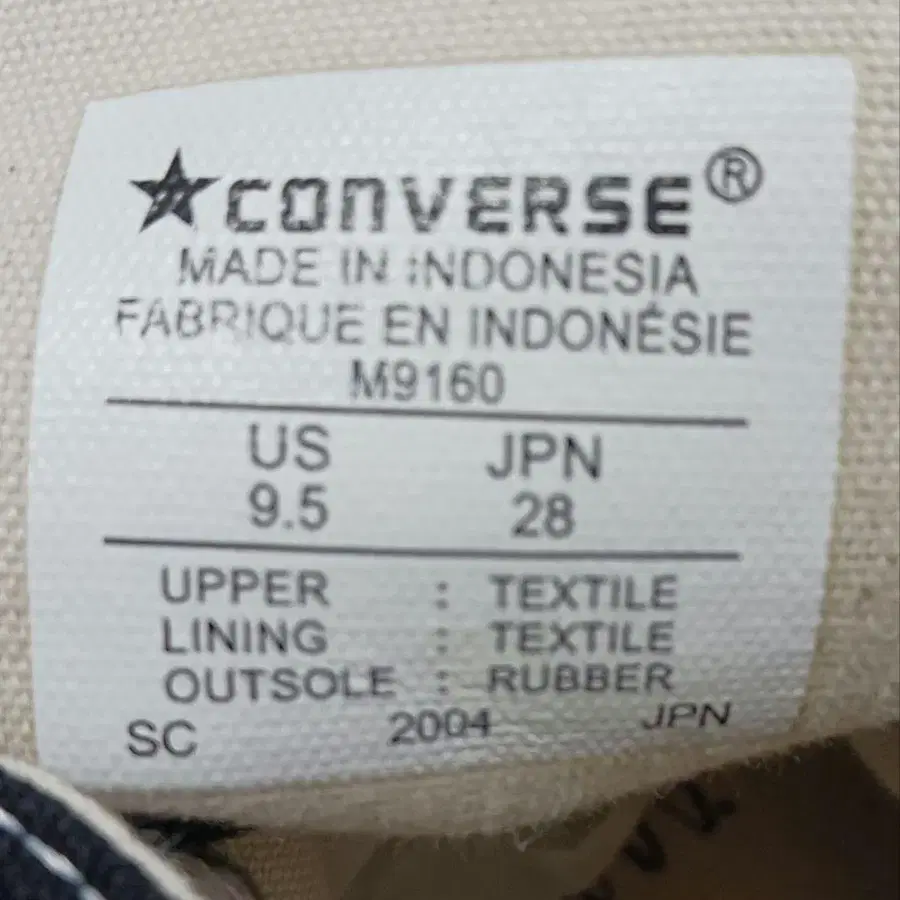 CONVERSE®
MADE IN INDONESIA
FABRIQUE EN INDONÉSIE
M9160
US JPN
9.5 28
UPPER : TEXTILE
LINING : TEXTILE
OUTSOLE : RUBBER
SC 2004 JPN